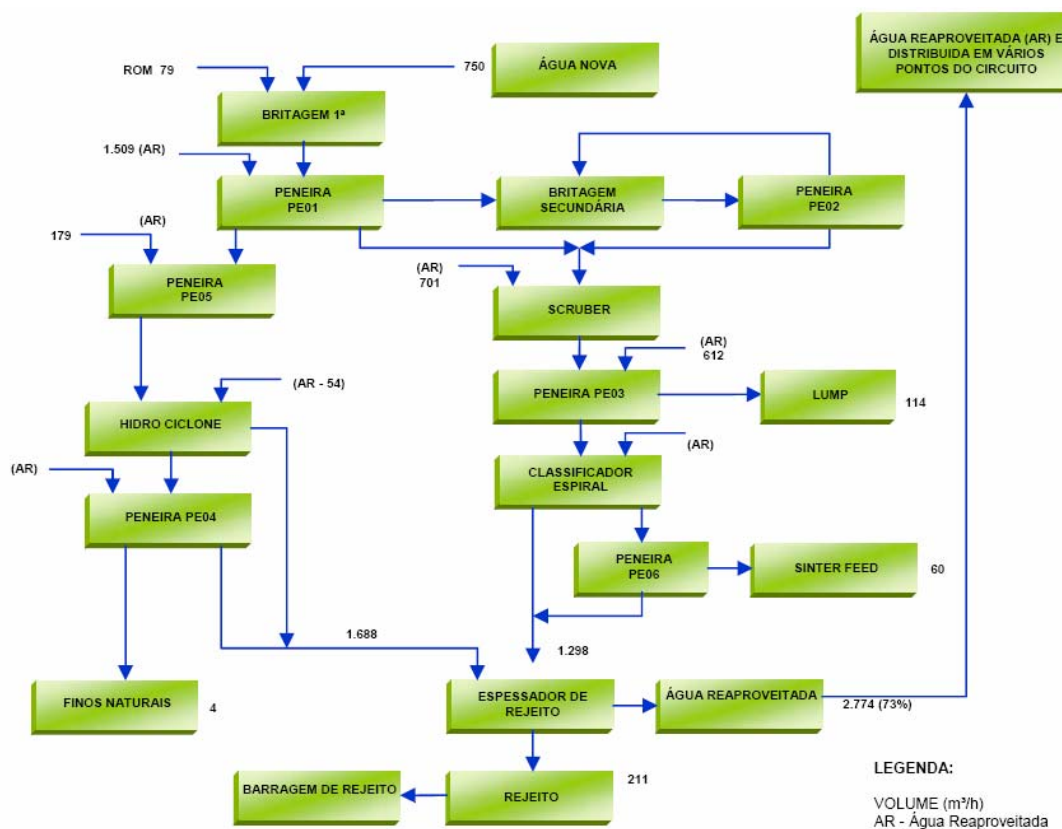 ÁGUA REAPROVEITADA (AR) E
DISTRIBUIDA EM VÁRIOS
PONTOS DO CIRCUITO
ROM 79
750
ÁGUA NOVA
BRITAGEM 1ª
1.509 (AR)
PENEIRA
PE01
BRITAGEM
SECUNDÁRIA
PENEIRA
PE02
(AR)
179
PENEIRA
PE05
(AR)
701
SCRUBER
(AR)
612
PENEIRA PE03
LUMP
114
(AR - 54)
HIDRO CICLONE
(AR)
CLASSIFICADOR
ESPIRAL
(AR)
PENEIRA PE04
PENEIRA
PE06
SINTER FEED
60
1.688
1.298
FINOS NATURAIS
4
ESPESSADOR DE
REJEITO
ÁGUA REAPROVEITADA
2.774 (73%)
BARRAGEM DE REJEITO
REJEITO
211
LEGENDA:
VOLUME (m³/h)
AR - Água Reaproveitada